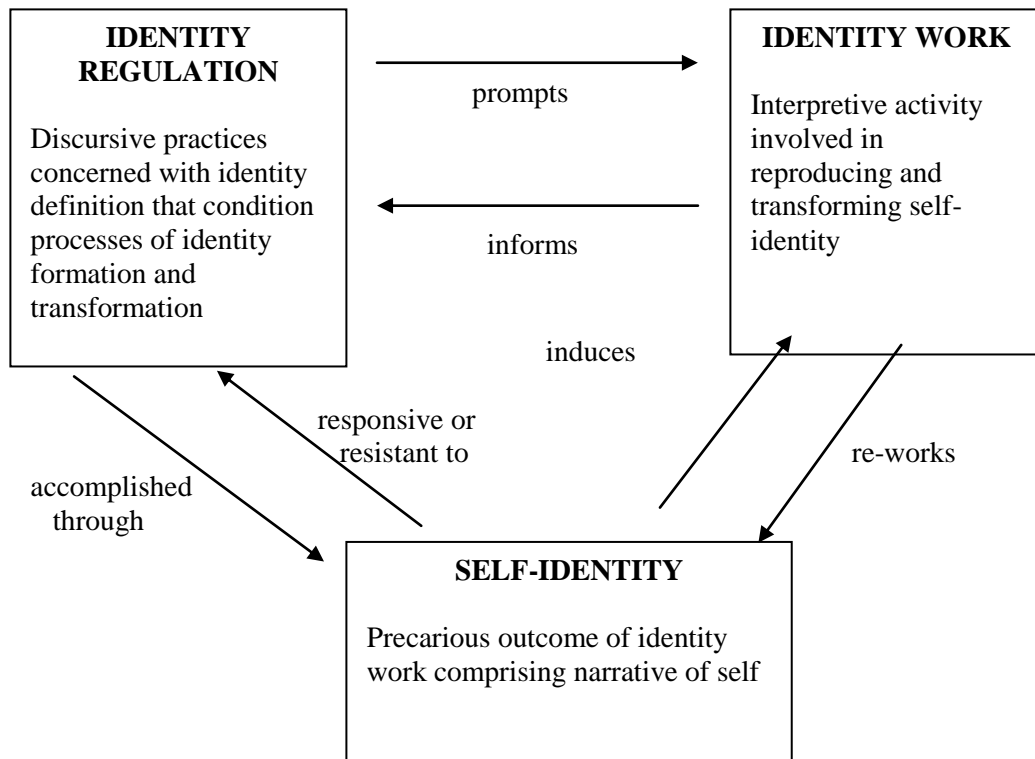 IDENTITY
REGULATION
Discursive practices
concerned with identity
definition that condition
processes of identity
formation and
transformation
prompts
informs
IDENTITY WORK
Interpretive activity
involved in
reproducing and
transforming self-
identity
induces
responsive or
resistant to
re-works
accomplished
through
SELF-IDENTITY
Precarious outcome of identity
work comprising narrative of self